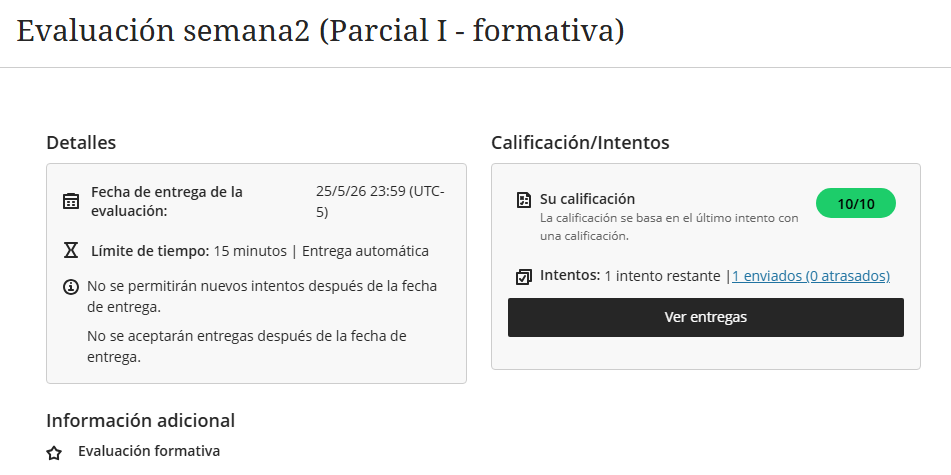 Evaluación semana2 (Parcial I - formativa)
Detalles
Fecha de entrega de la
evaluación:
25/5/26 23:59 (UTC-
5)
Límite de tiempo: 15 minutos | Entrega automática
No se permitirán nuevos intentos después de la fecha
de entrega.
No se aceptarán entregas después de la fecha de
entrega.
Calificación/Intentos
Su calificación
La calificación se basa en el último intento con
una calificación.
10/10
Intentos: 1 intento restante |1 enviados (0 atrasados)
Ver entregas
Información adicional
Evaluación formativa